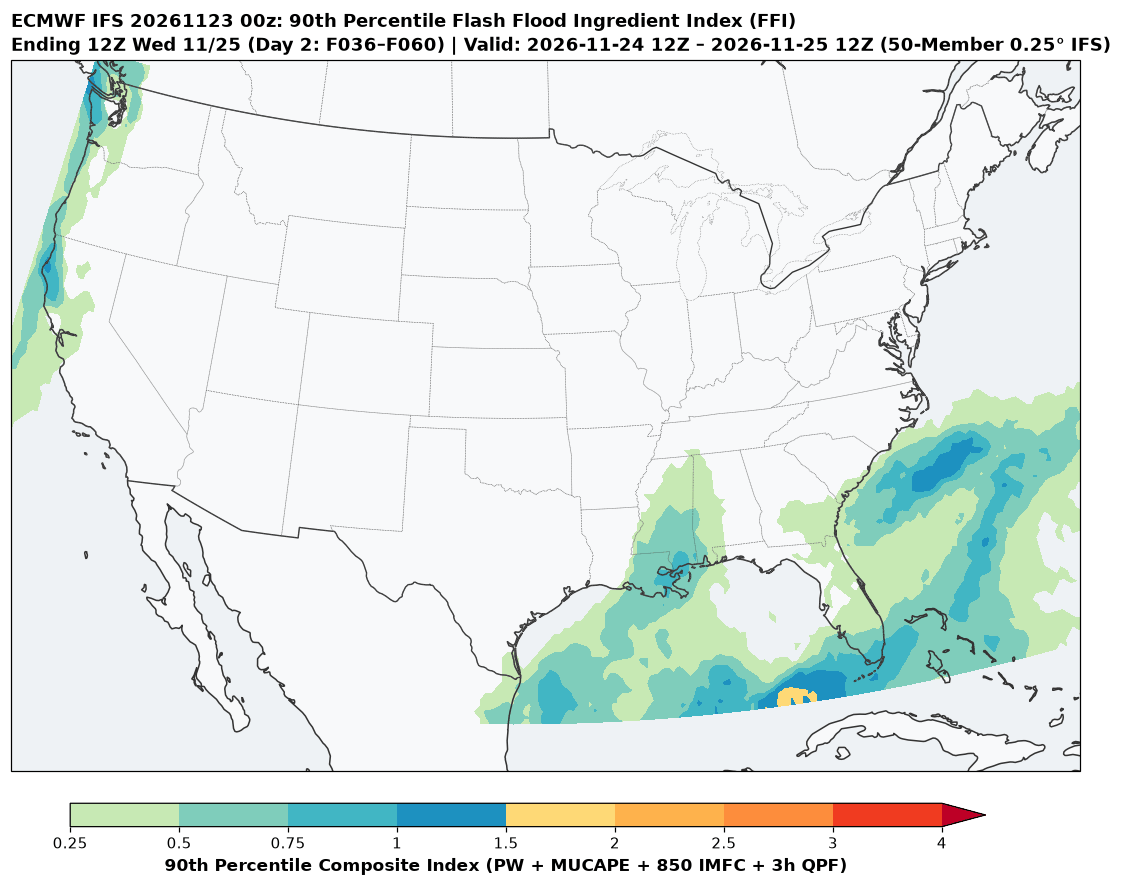 ECMWF IFS 20261123 00z: 90th Percentile Flash Flood Ingredient Index (FFI)
Ending 12Z Wed 11/25 (Day 2: F036–F060) | Valid: 2026-11-24 12Z – 2026-11-25 12Z (50-Member 0.25° IFS)
0.25 0.5 0.75 1 1.5 2 2.5 3 4
90th Percentile Composite Index (PW + MUCAPE + 850 IMFC + 3h QPF)